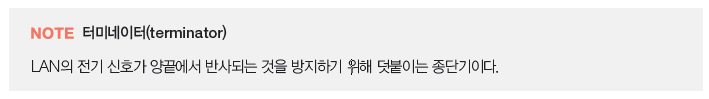 NOTE 터미네이터(terminator)
LAN의 전기 신호가 양끝에서 반사되는 것을 방지하기 위해 덧붙이는 종단기이다.